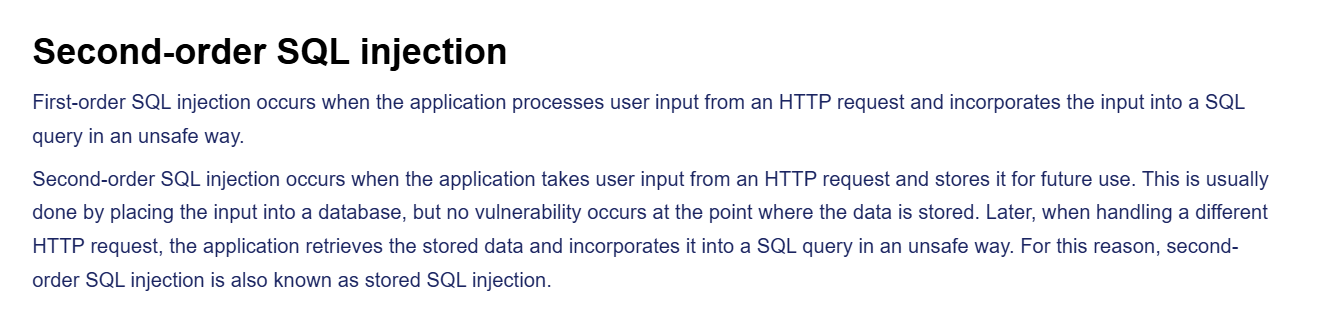 Second-order SQL injection
First-order SQL injection occurs when the application processes user input from an HTTP request and incorporates the input into a SQL
query in an unsafe way.
Second-order SQL injection occurs when the application takes user input from an HTTP request and stores it for future use. This is usually
done by placing the input into a database, but no vulnerability occurs at the point where the data is stored. Later, when handling a different
HTTP request, the application retrieves the stored data and incorporates it into a SQL query in an unsafe way. For this reason, second-
order SQL injection is also known as stored SQL injection.